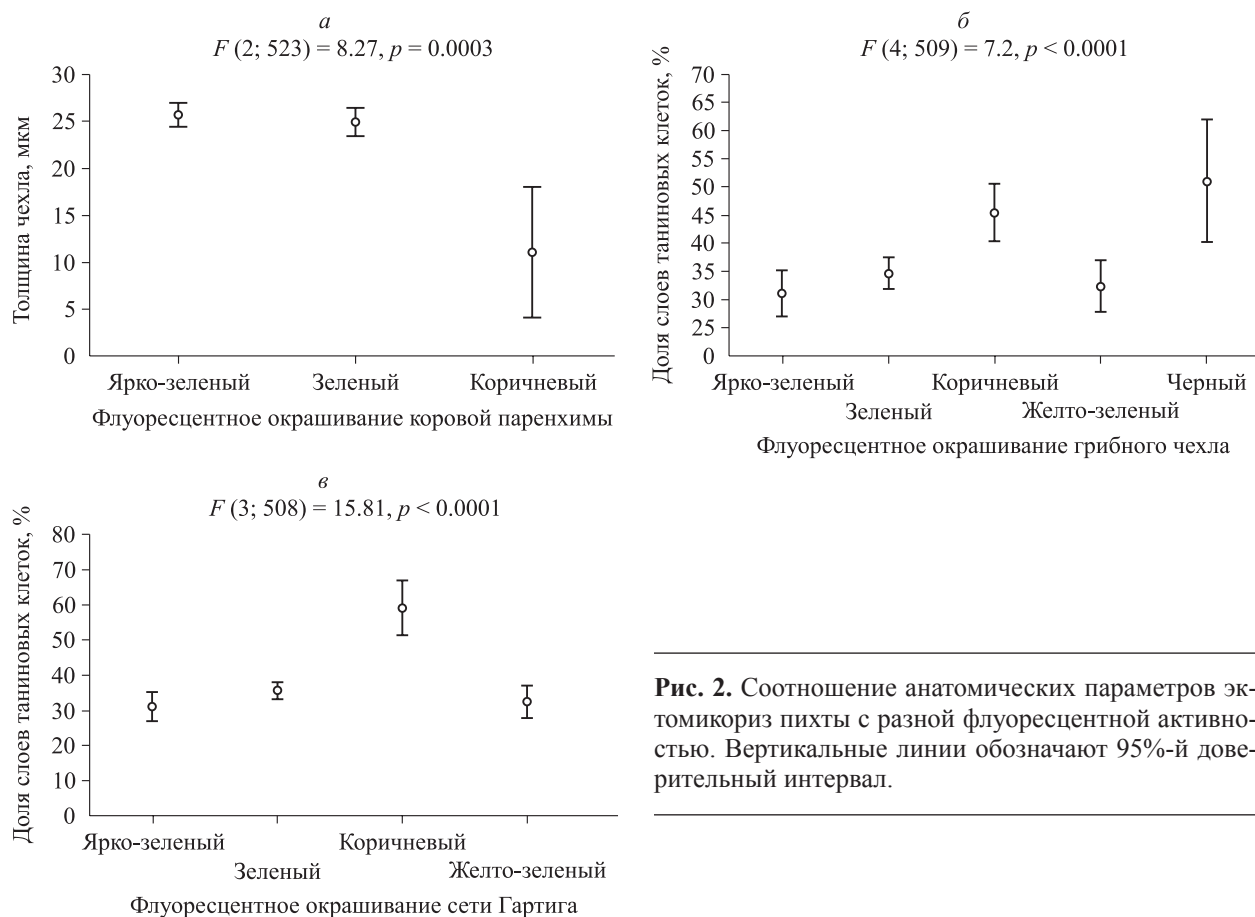 а
F (2; 523) = 8.27, p = 0.0003
Толщина чехла, мкм
30
25
20
15
10
5
0
Ярко-зеленый Зеленый Коричневый
Флуоресцентное окрашивание коровой паренхимы
б
F (4; 509) = 7.2, p < 0.0001
Доля слоев таниновых клеток, %
70
65
60
55
50
45
40
35
30
25
0
Ярко-зеленый Коричневый Черный
Зеленый Желто-зеленый
Флуоресцентное окрашивание грибного чехла
в
F (3; 508) = 15.81, p < 0.0001
Доля слоев таниновых клеток, %
80
70
60
50
40
30
20
10
0
Ярко-зеленый Коричневый
Зеленый Желто-зеленый
Флуоресцентное окрашивание сети Гартига
Рис. 2. Соотношение анатомических параметров эк-
томикориз пихты с разной флуоресцентной активно-
стью. Вертикальные линии обозначают 95%-й дове-
рительный интервал.